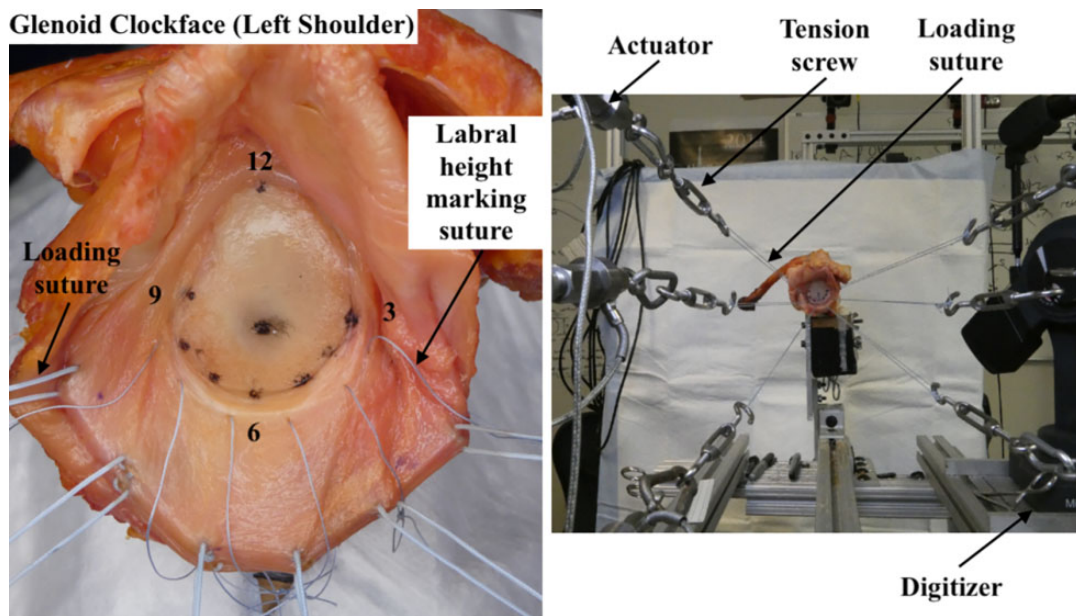 Glenoid Clockface (Left Shoulder)
12
Labral
height
marking
suture
Loading
suture
9
3
6
Actuator
Tension
screw
Loading
suture
Digitizer